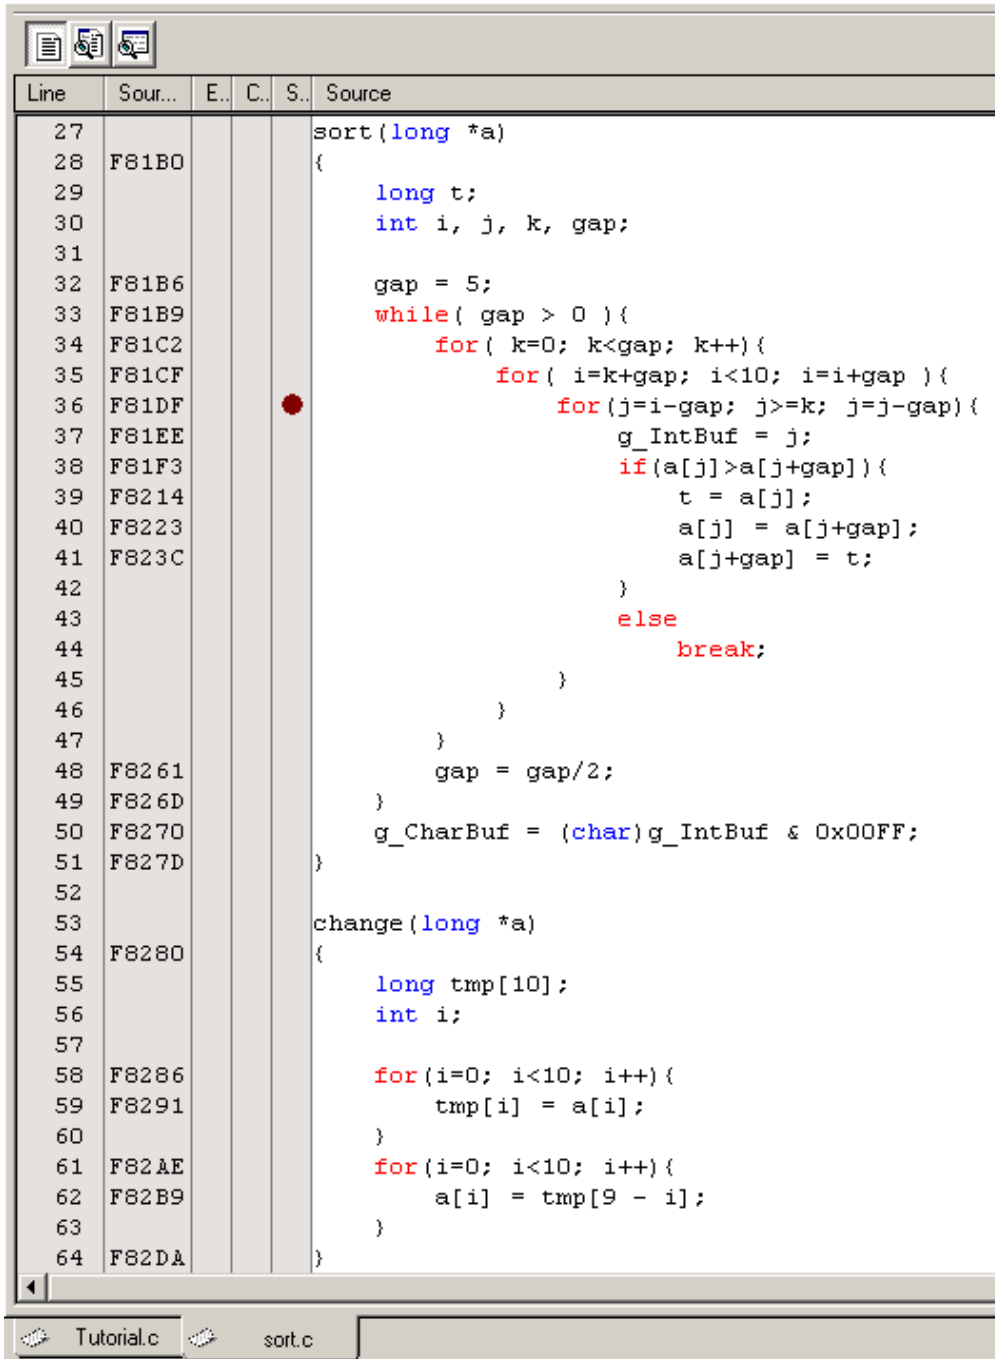 Line Sour... E.. C.. S.. Source
27 sort(long *a)
28 F81B0 {
29 long t;
30 int i, j, k, gap;
31
32 F81B6 gap = 5;
33 F81B9 while( gap > 0 ){
34 F81C2 for( k=0; k<gap; k++){
35 F81CF for( i=k+gap; i<10; i=i+gap ){
36 F81DF for(j=i-gap; j>=k; j=j-gap){
37 F81EE g_IntBuf = j;
38 F81F3 if(a[j]>a[j+gap]){
39 F8214 t = a[j];
40 F8223 a[j] = a[j+gap];
41 F823C a[j+gap] = t;
42 }
43 else
44 break;
45 }
46 }
47 }
48 F8261 gap = gap/2;
49 F826D }
50 F8270 g_CharBuf = (char)g_IntBuf & 0x00FF;
51 F827D }
52
53 change(long *a)
54 F8280 {
55 long tmp[10];
56 int i;
57
58 F8286 for(i=0; i<10; i++){
59 F8291 tmp[i] = a[i];
60 }
61 F82AE for(i=0; i<10; i++){
62 F82B9 a[i] = tmp[9 - i];
63 }
64 F82DA }
Tutorial.c sort.c